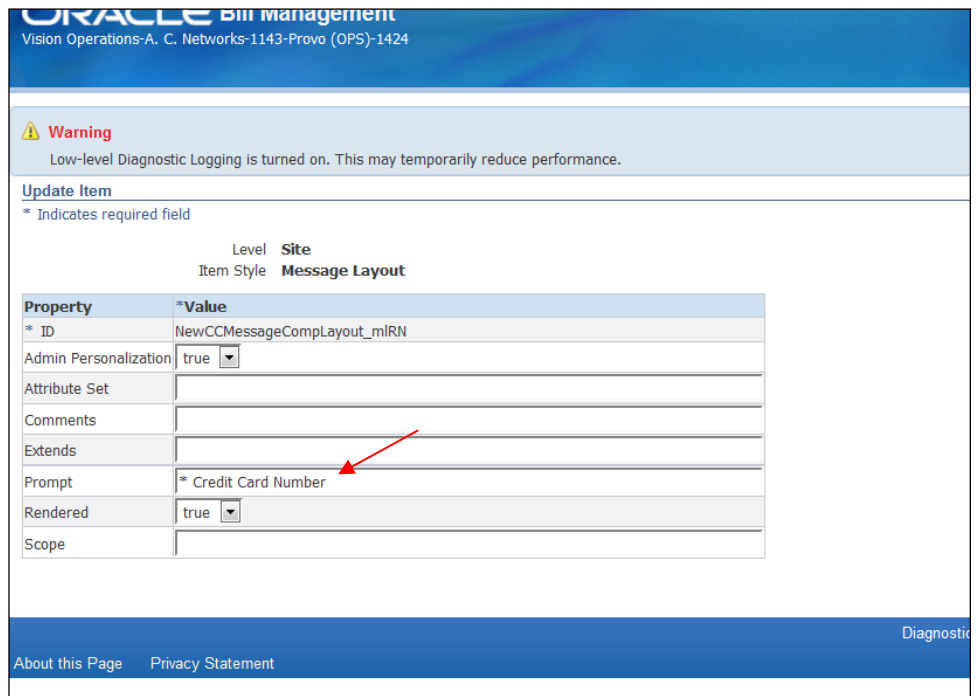 ORACLE Bill Management
Vision Operations-A. C. Networks-1143-Provo (OPS)-1424
Warning
Low-level Diagnostic Logging is turned on. This may temporarily reduce performance.
Update Item
* Indicates required field
Level Site
Item Style Message Layout
Property *Value
* ID NewCCMessageCompLayout_mlRN
Admin Personalization true
Attribute Set
Comments
Extends
Prompt * Credit Card Number
Rendered true
Scope
Diagnostic
About this Page Privacy Statement